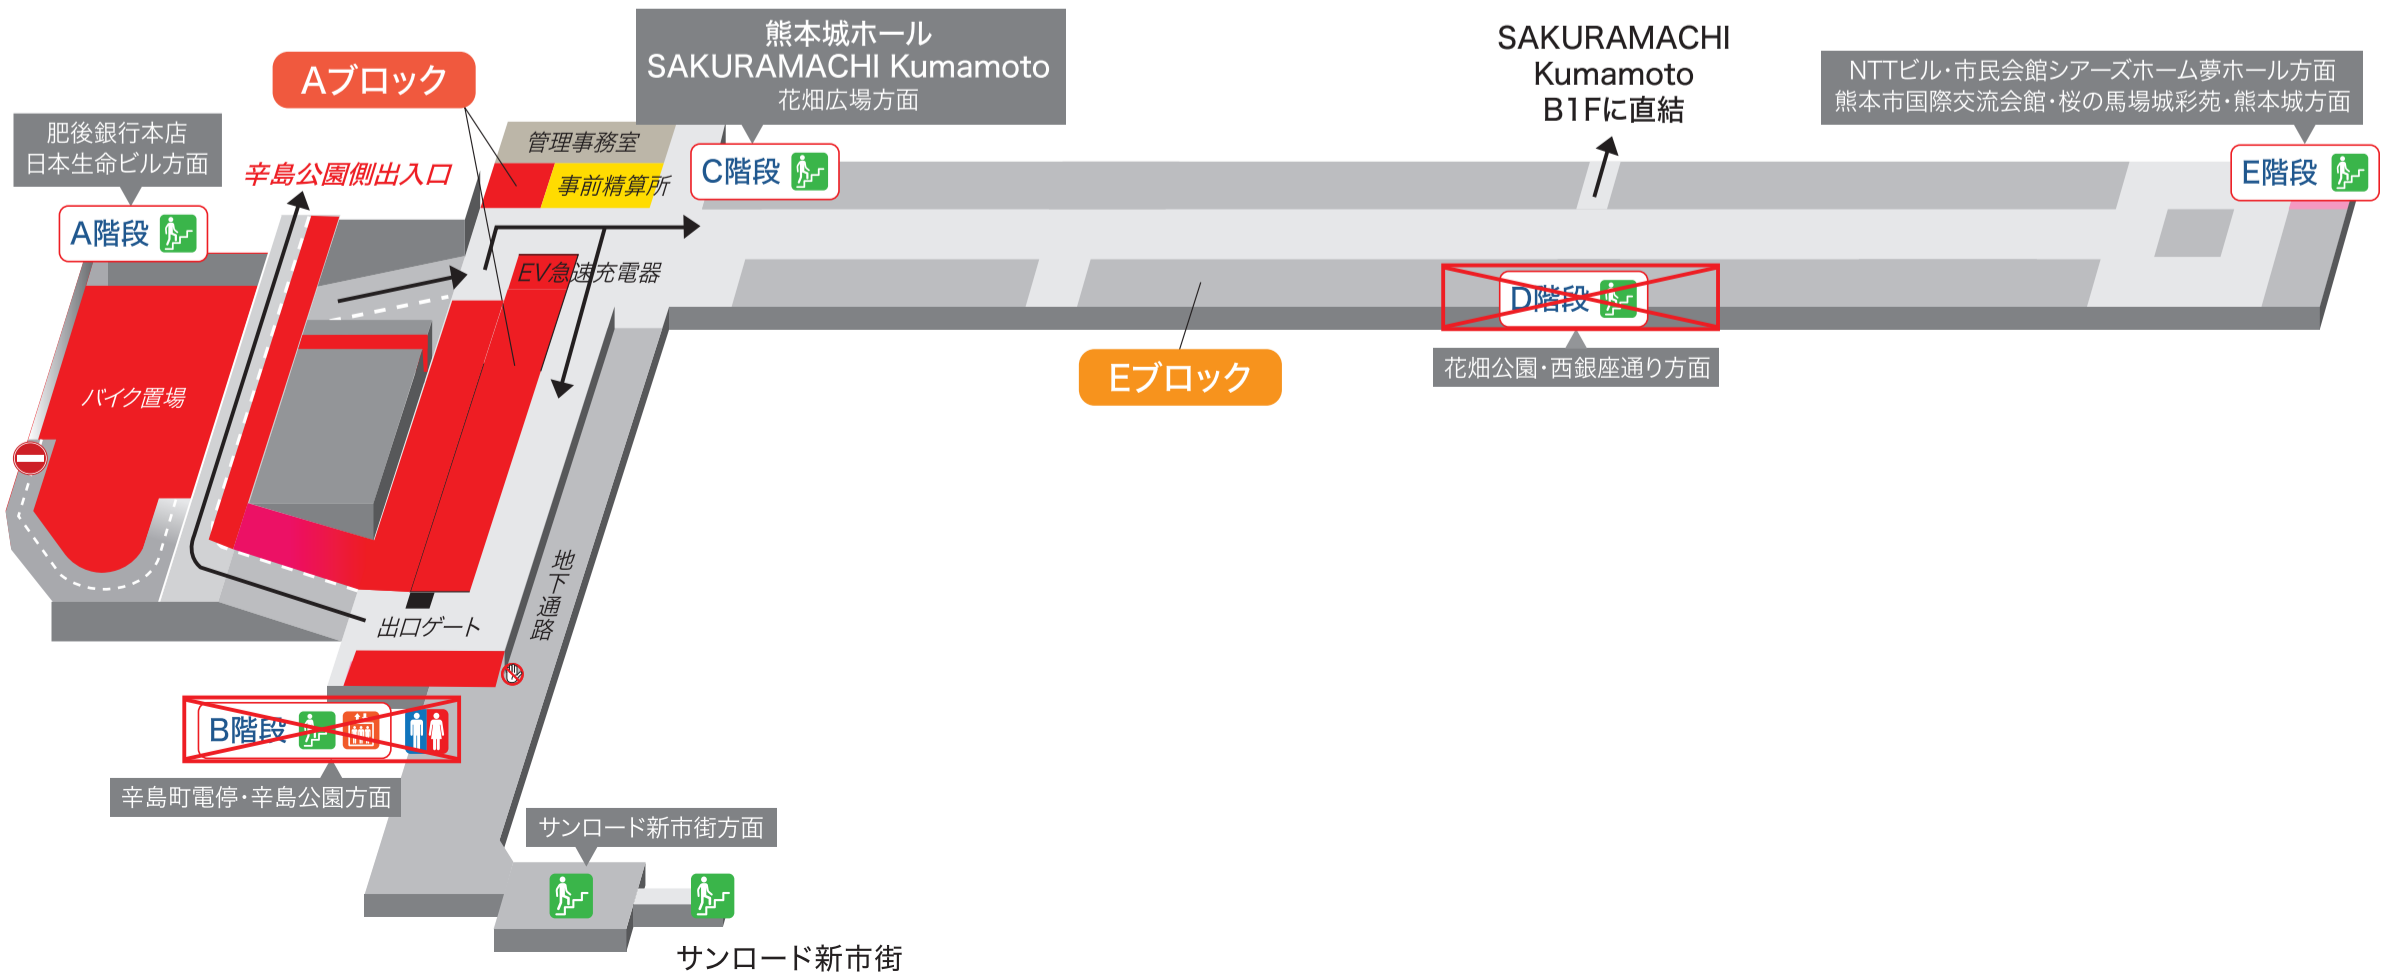 熊本城ホール
SAKURAMACHI Kumamoto
花畑広場方面
SAKURAMACHI
Kumamoto
B1Fに直結
NTTビル・市民会館シアーズホーム夢ホール方面
熊本市国際交流会館・桜の馬場城彩苑・熊本城方面
Aブロック
肥後銀行本店
日本生命ビル方面
辛島公園側出入口
管理事務室
事前精算所
A階段
C階段
E階段
EV急速充電器
D階段
花畑公園・西銀座通り方面
Eブロック
バイク置場
地下通路
出口ゲート
B階段
辛島町電停・辛島公園方面
サンロード新市街方面
サンロード新市街